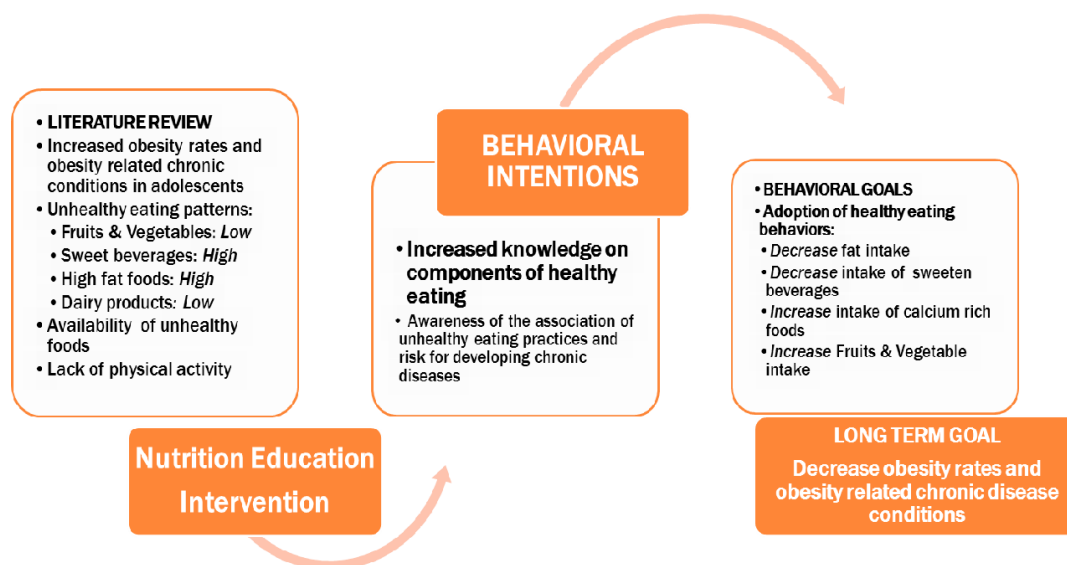 • LITERATURE REVIEW
• Increased obesity rates and
obesity related chronic
conditions in adolescents
• Unhealthy eating patterns:
• Fruits & Vegetables: Low
• Sweet beverages: High
• High fat foods: High
• Dairy products: Low
• Availability of unhealthy
foods
• Lack of physical activity
Nutrition Education
Intervention
BEHAVIORAL
INTENTIONS
• Increased knowledge on
components of healthy
eating
• Awareness of the association of
unhealthy eating practices and
risk for developing chronic
diseases
• BEHAVIORAL GOALS
• Adoption of healthy eating
behaviors:
• Decrease fat intake
• Decrease intake of sweeten
beverages
• Increase intake of calcium rich
foods
• Increase Fruits & Vegetable
intake
LONG TERM GOAL
Decrease obesity rates and
obesity related chronic disease
conditions